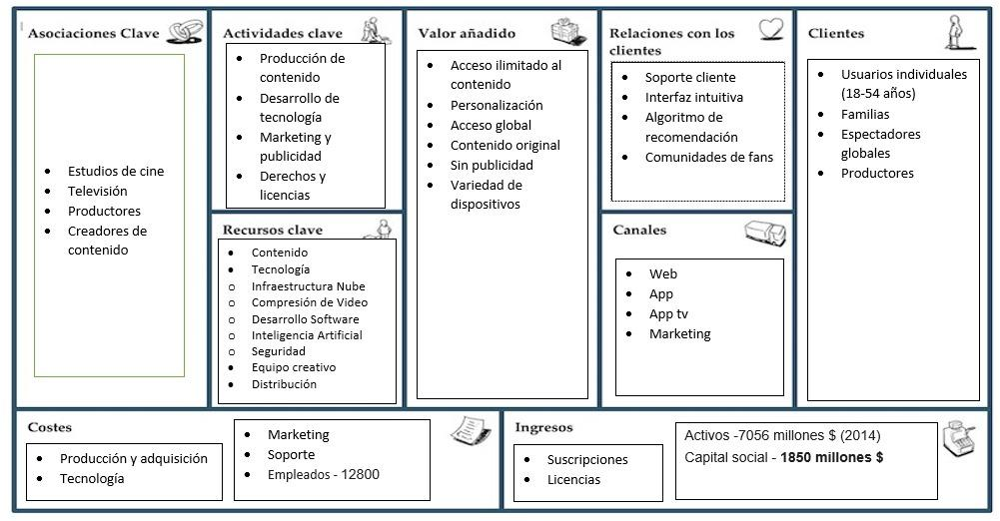 Asociaciones Clave
• Estudios de cine
• Televisión
• Productores
• Creadores de
contenido
Actividades clave
• Producción de
contenido
• Desarrollo de
tecnología
• Marketing y
publicidad
• Derechos y
licencias
Recursos clave
• Contenido
• Tecnología
o Infraestructura Nube
o Compresión de Video
o Desarrollo Software
o Inteligencia Artificial
o Seguridad
• Equipo creativo
• Distribución
Valor añadido
• Acceso ilimitado al
contenido
• Personalización
• Acceso global
• Contenido original
• Sin publicidad
• Variedad de
dispositivos
Relaciones con los
clientes
• Soporte cliente
• Interfaz intuitiva
• Algoritmo de
recomendación
• Comunidades de fans
Canales
• Web
• App
• App tv
• Marketing
Clientes
• Usuarios individuales
(18-54 años)
• Familias
• Espectadores
globales
• Productores
Costes
• Producción y adquisición
• Tecnología
• Marketing
• Soporte
• Empleados - 12800
Ingresos
• Suscripciones
• Licencias
Activos -7056 millones $ (2014)
Capital social - 1850 millones $